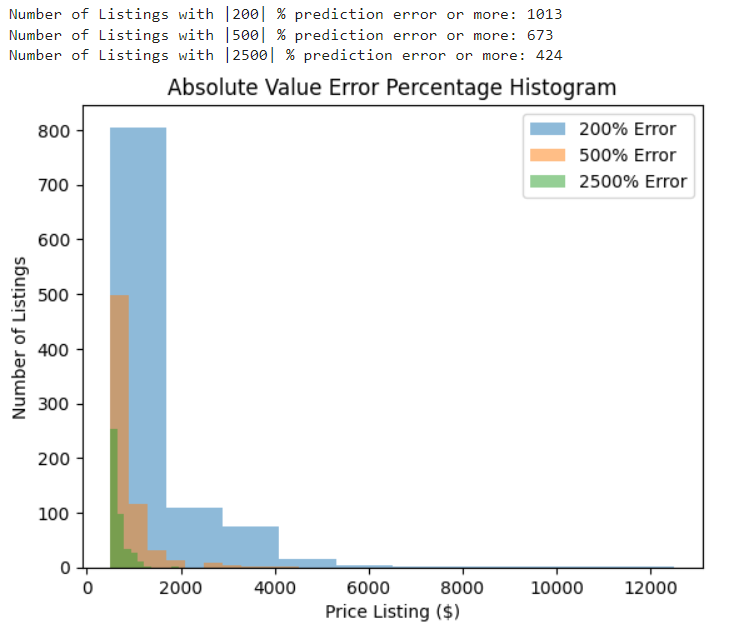 Number of Listings with |200| % prediction error or more: 1013
Number of Listings with |500| % prediction error or more: 673
Number of Listings with |2500| % prediction error or more: 424
Absolute Value Error Percentage Histogram
200% Error
500% Error
2500% Error
Number of Listings
800
700
600
500
400
300
200
100
0
0 2000 4000 6000 8000 10000 12000
Price Listing ($)